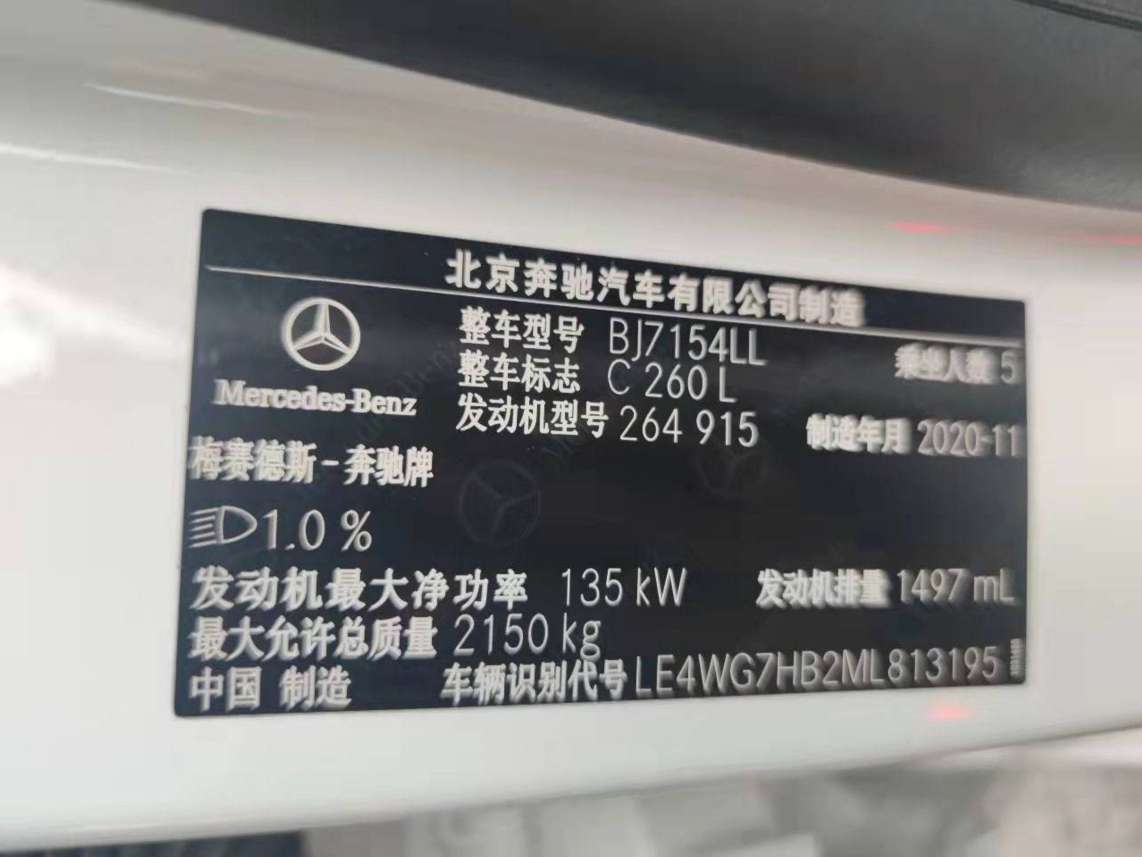 北京奔驰汽车有限公司制造
Mercedes-Benz
整车型号 BJ7154LL 乘坐人数 5
整车标志 C 260 L
发动机型号 264 915 制造年月 2020-11
梅赛德斯-奔驰牌
1.0 %
发动机最大净功率 135 kW 发动机排量 1497 mL
最大允许总质量 2150 kg
中国 制造 车辆识别代号 LE4WG7HB2ML813195